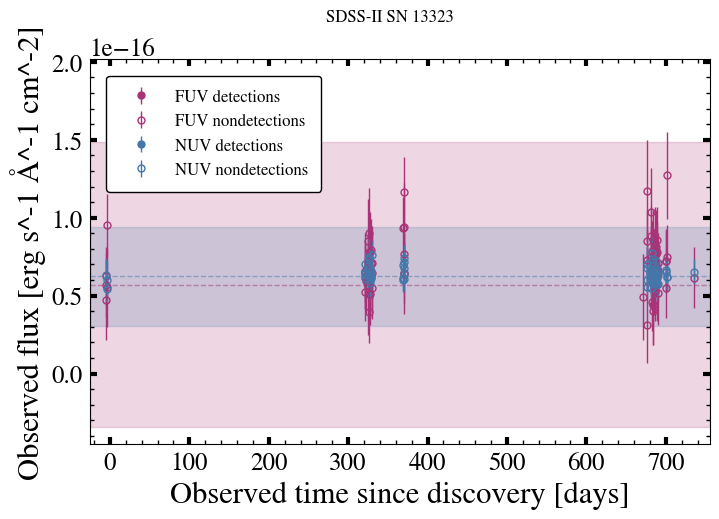 SDSS-II SN 13323
1e−16
2.0
1.5
1.0
0.5
0.0
Observed flux [erg s^-1 Å^-1 cm^-2]
FUV detections
FUV nondetections
NUV detections
NUV nondetections
0 100 200 300 400 500 600 700
Observed time since discovery [days]